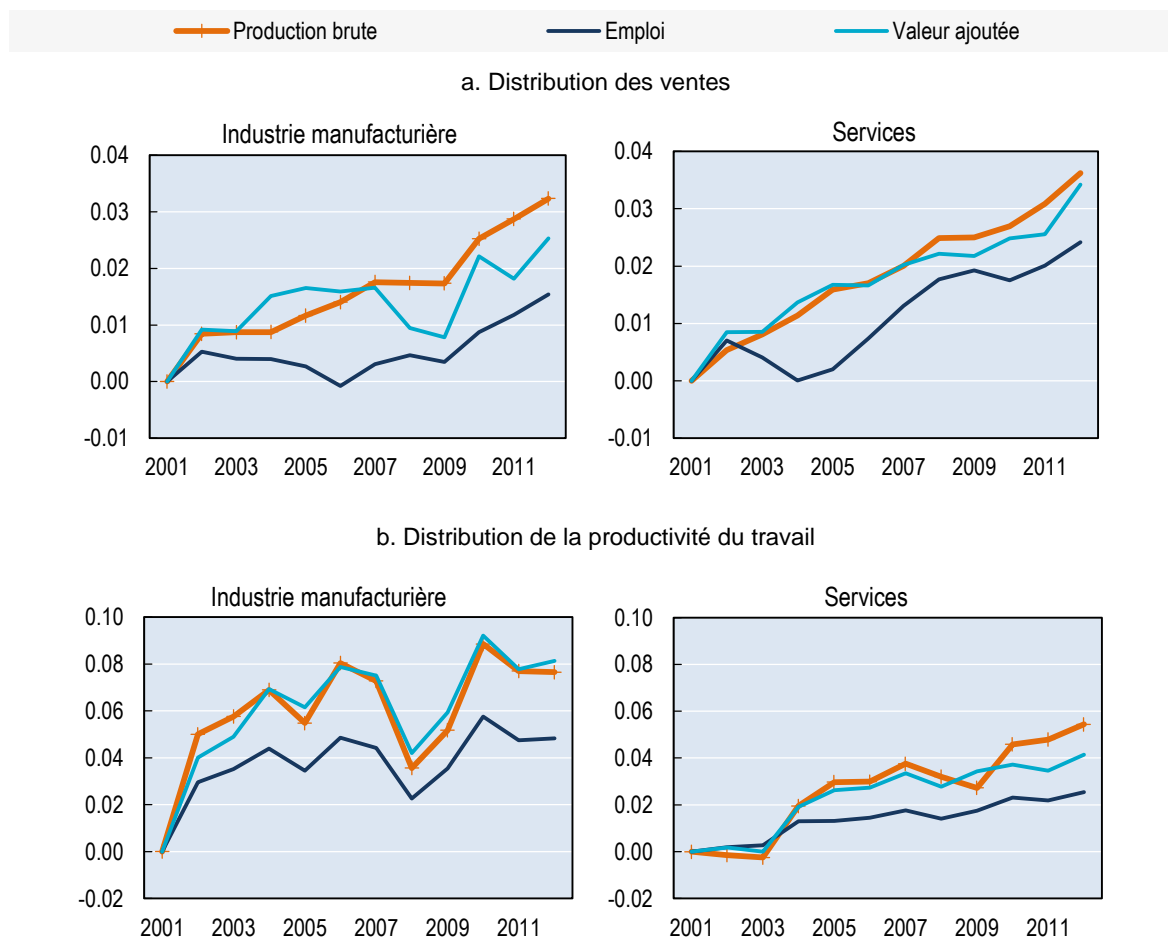 Production brute Emploi Valeur ajoutée
a. Distribution des ventes
Industrie manufacturière
0.04
0.03
0.02
0.01
0.00
-0.01
2001 2003 2005 2007 2009 2011
Services
0.04
0.03
0.02
0.01
0.00
-0.01
2001 2003 2005 2007 2009 2011
b. Distribution de la productivité du travail
Industrie manufacturière
0.10
0.08
0.06
0.04
0.02
0.00
-0.02
2001 2003 2005 2007 2009 2011
Services
0.10
0.08
0.06
0.04
0.02
0.00
-0.02
2001 2003 2005 2007 2009 2011